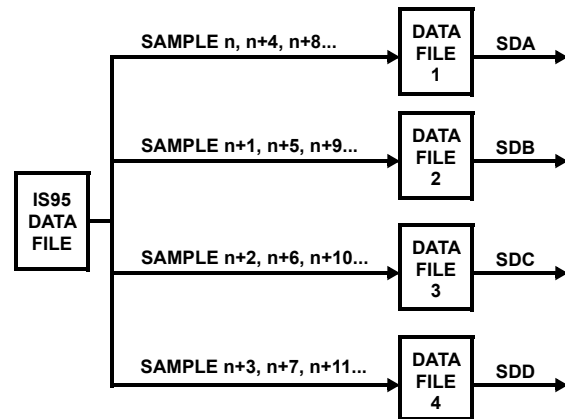 SAMPLE n, n+4, n+8...
DATA
FILE
1
SDA
SAMPLE n+1, n+5, n+9...
DATA
FILE
2
SDB
IS95
DATA
FILE
SAMPLE n+2, n+6, n+10...
DATA
FILE
3
SDC
SAMPLE n+3, n+7, n+11...
DATA
FILE
4
SDD